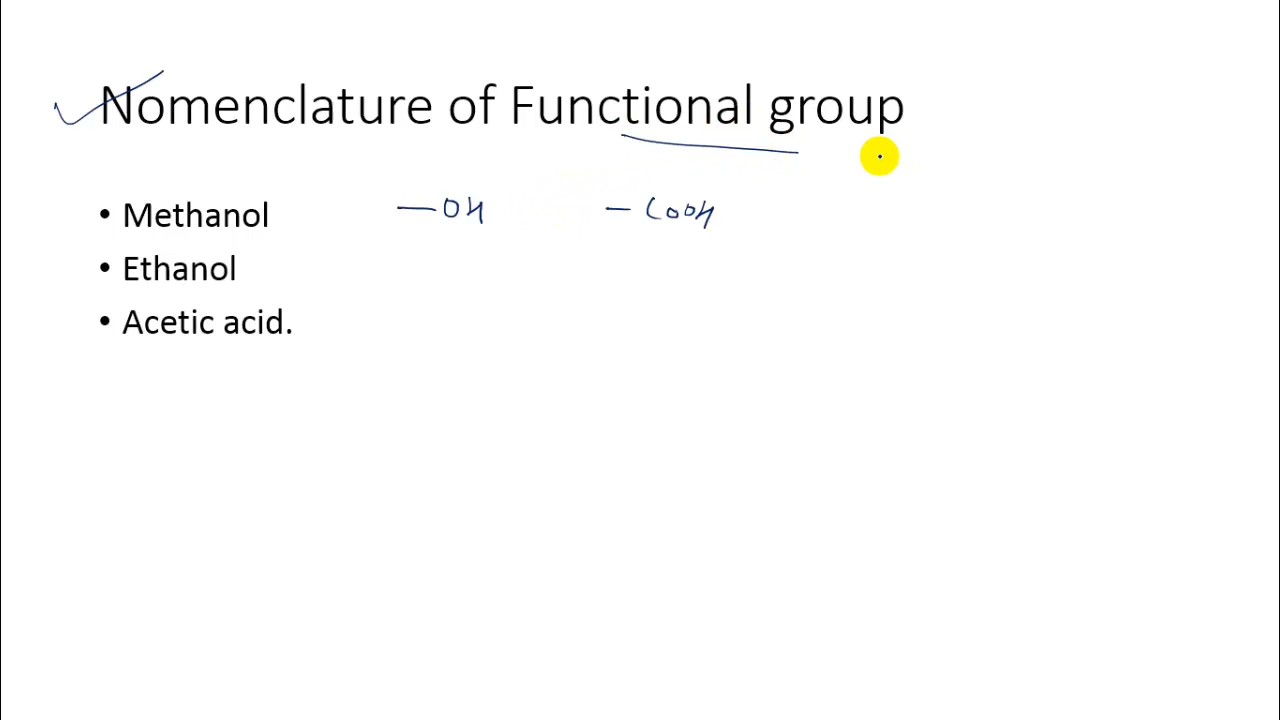 Nomenclature of Functional group
• Methanol —OH — COOH
• Ethanol
• Acetic acid.